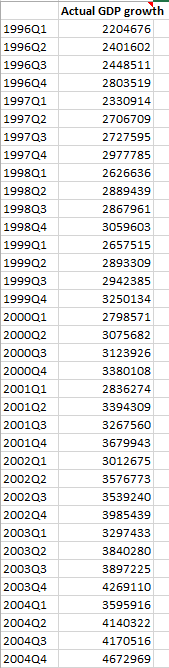 Actual GDP growth
1996Q1 2204676
1996Q2 2401602
1996Q3 2448511
1996Q4 2803519
1997Q1 2330914
1997Q2 2706709
1997Q3 2727595
1997Q4 2977785
1998Q1 2626636
1998Q2 2889439
1998Q3 2867961
1998Q4 3059603
1999Q1 2657515
1999Q2 2893309
1999Q3 2942385
1999Q4 3250134
2000Q1 2798571
2000Q2 3075682
2000Q3 3123926
2000Q4 3380108
2001Q1 2836274
2001Q2 3394309
2001Q3 3267560
2001Q4 3679943
2002Q1 3012675
2002Q2 3576773
2002Q3 3539240
2002Q4 3985439
2003Q1 3297433
2003Q2 3840280
2003Q3 3897225
2003Q4 4269110
2004Q1 3595916
2004Q2 4140322
2004Q3 4170516
2004Q4 4672969